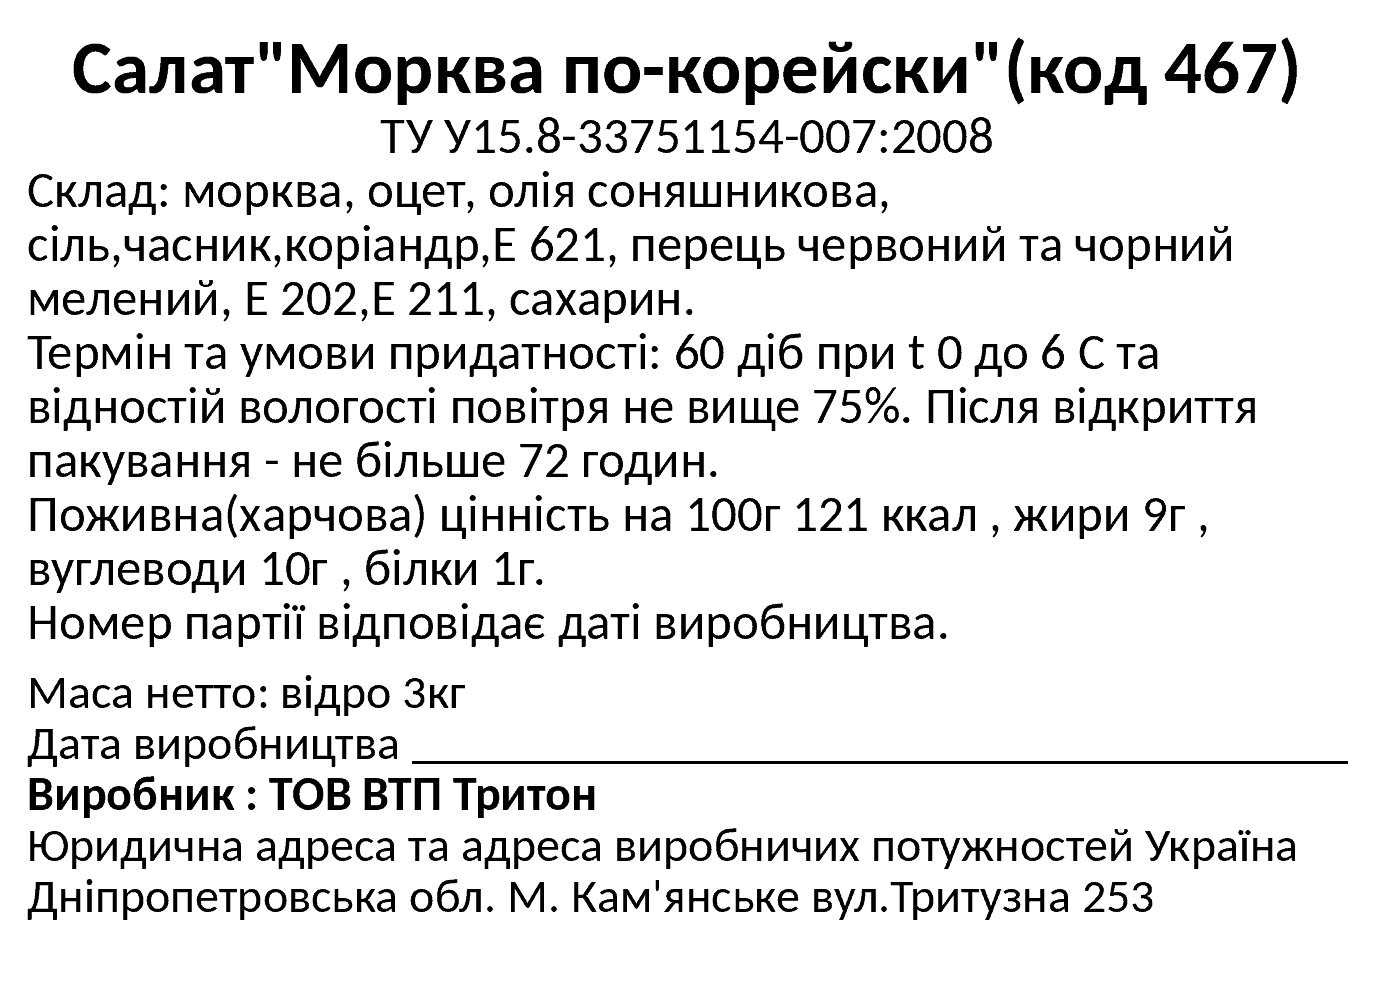 Салат"Морква по-корейски"(код 467)
ТУ У15.8-33751154-007:2008
Склад: морква, оцет, олія соняшникова,
сіль,часник,коріандр,Е 621, перець червоний та чорний
мелений, Е 202,Е 211, сахарин.
Термін та умови придатності: 60 діб при t 0 до 6 С та
відностій вологості повітря не вище 75%. Після відкриття
пакування - не більше 72 годин.
Поживна(харчова) цінність на 100г 121 ккал , жири 9г ,
вуглеводи 10г , білки 1г.
Номер партії відповідає даті виробництва.
Маса нетто: відро 3кг
Дата виробництва ______________________________________
Виробник : ТОВ ВТП Тритон
Юридична адреса та адреса виробничих потужностей Україна
Дніпропетровська обл. М. Кам'янське вул.Тритузна 253